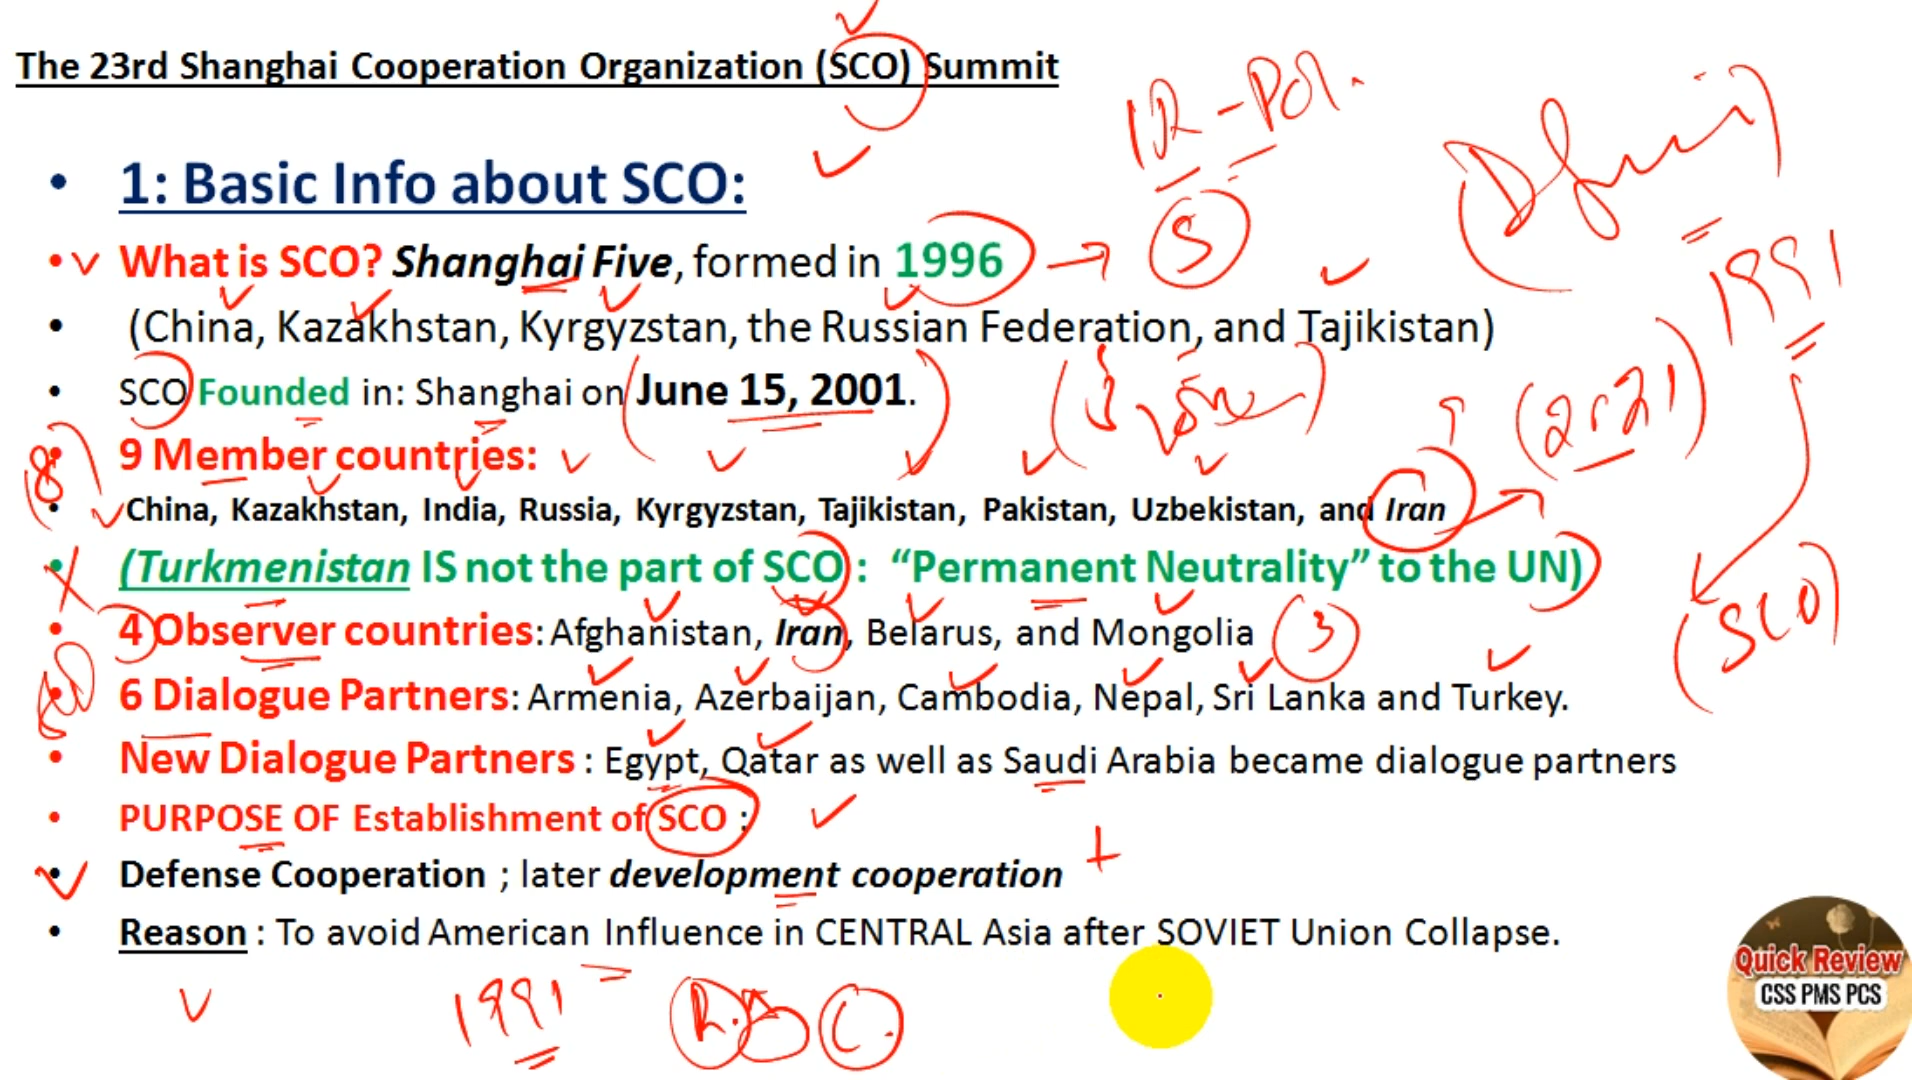 The 23rd Shanghai Cooperation Organization (SCO) Summit
IR - Pol.
• 1: Basic Info about SCO:
• What is SCO? Shanghai Five, formed in 1996 → 5
1991
• (China, Kazakhstan, Kyrgyzstan, the Russian Federation, and Tajikistan)
• SCO Founded in: Shanghai on June 15, 2001.
(2021)
• 9 Member countries:
8
• China, Kazakhstan, India, Russia, Kyrgyzstan, Tajikistan, Pakistan, Uzbekistan, and Iran
• (Turkmenistan IS not the part of SCO : “Permanent Neutrality” to the UN)
• 4 Observer countries: Afghanistan, Iran, Belarus, and Mongolia 3
(SCO)
• 6 Dialogue Partners: Armenia, Azerbaijan, Cambodia, Nepal, Sri Lanka and Turkey.
• New Dialogue Partners : Egypt, Qatar as well as Saudi Arabia became dialogue partners
• PURPOSE OF Establishment of SCO :
• Defense Cooperation ; later development cooperation +
• Reason : To avoid American Influence in CENTRAL Asia after SOVIET Union Collapse.
1991 R. C.
Quick Review
CSS PMS PCS